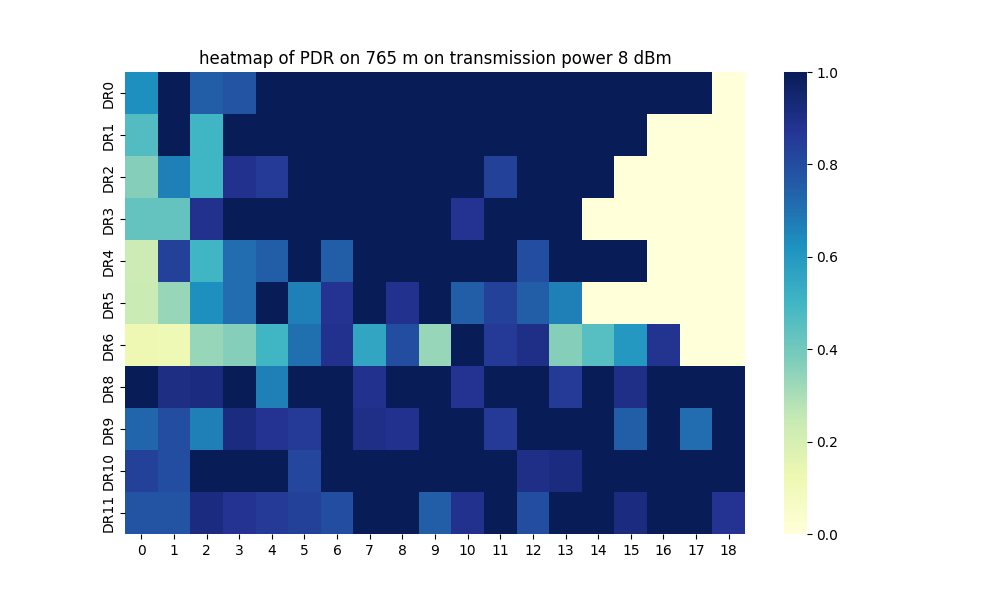 heatmap of PDR on 765 m on transmission power 8 dBm
DR0
DR1
DR2
DR3
DR4
DR5
DR6
DR8
DR9
DR10
DR11
0 1 2 3 4 5 6 7 8 9 10 11 12 13 14 15 16 17 18
1.0
0.8
0.6
0.4
0.2
0.0